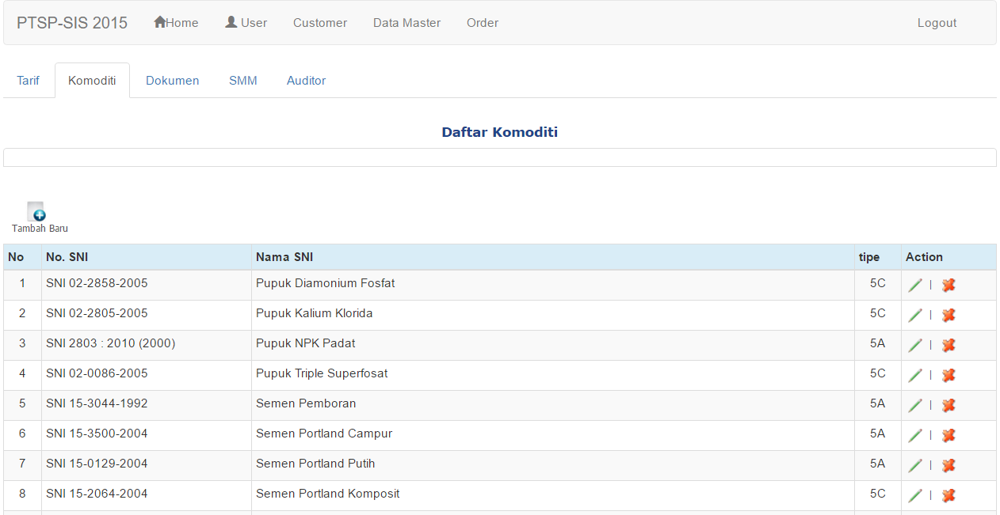 PTSP-SIS 2015 Home User Customer Data Master Order Logout
Tarif Komoditi Dokumen SMM Auditor
Daftar Komoditi
Tambah Baru
No No. SNI Nama SNI tipe Action
1 SNI 02-2858-2005 Pupuk Diamonium Fosfat 5C |
2 SNI 02-2805-2005 Pupuk Kalium Klorida 5C |
3 SNI 2803 : 2010 (2000) Pupuk NPK Padat 5A |
4 SNI 02-0086-2005 Pupuk Triple Superfosat 5C |
5 SNI 15-3044-1992 Semen Pemboran 5A |
6 SNI 15-3500-2004 Semen Portland Campur 5A |
7 SNI 15-0129-2004 Semen Portland Putih 5A |
8 SNI 15-2064-2004 Semen Portland Komposit 5C |